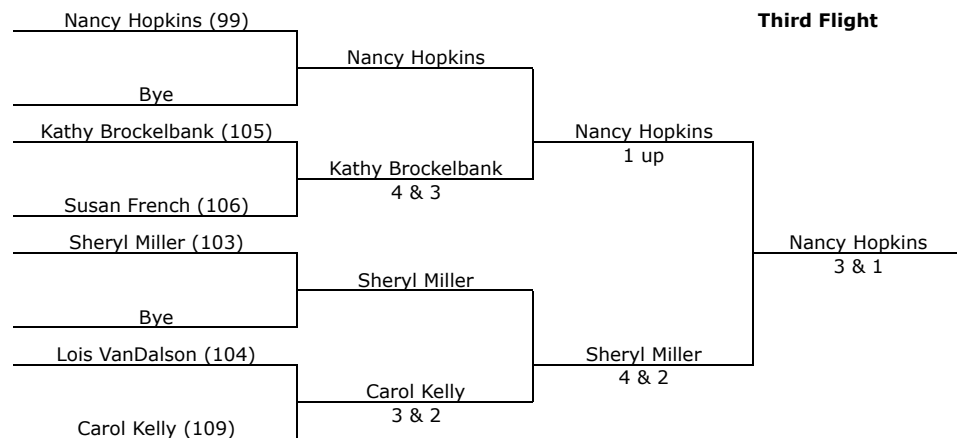 Nancy Hopkins (99)
Third Flight
Nancy Hopkins
Bye
Kathy Brockelbank (105)
Nancy Hopkins
1 up
Kathy Brockelbank
4 & 3
Susan French (106)
Sheryl Miller (103)
Nancy Hopkins
3 & 1
Sheryl Miller
Bye
Lois VanDalson (104)
Sheryl Miller
4 & 2
Carol Kelly
3 & 2
Carol Kelly (109)